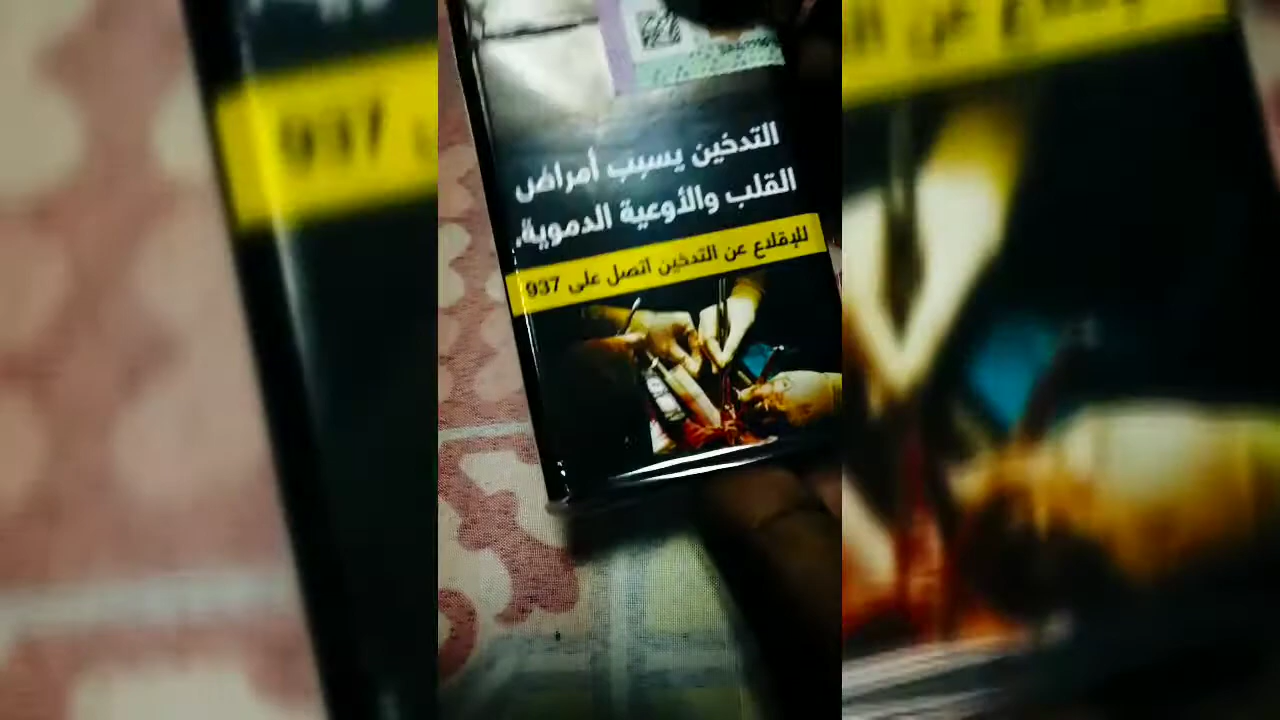 التدخين يسبب أمراض
القلب والأوعية الدموية.
للإقلاع عن التدخين اتصل على 937